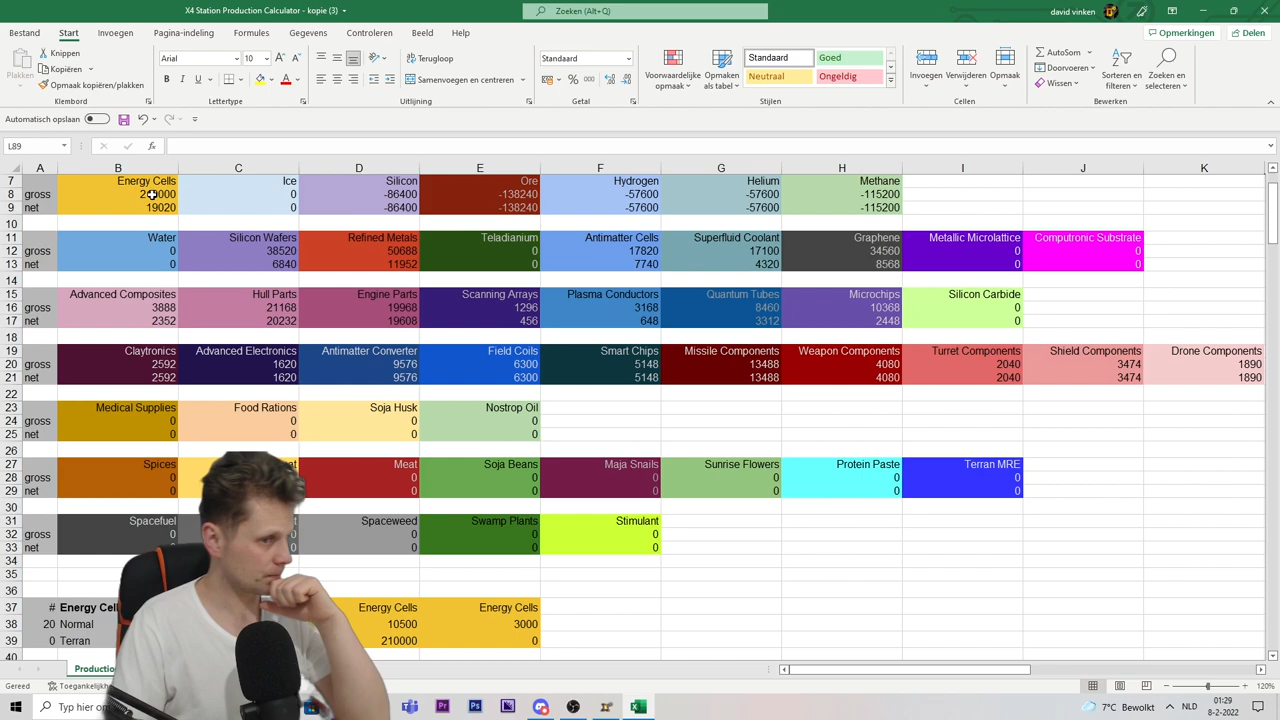 X4 Station Production Calculator - kopie (3)
Zoeken (Alt+Q)
david vinken
Bestand Start Invoegen Pagina-indeling Formules Gegevens Controleren Beeld Help
Opmerkingen Delen
Plakken
Knippen
Kopiëren
Opmaak kopiëren/plakken
Klembord
Arial 10
B I U
Lettertype
Terugloop
Samenvoegen en centreren
Uitlijning
Standaard
Getal
Voorwaardelijke opmaak
Opmaken als tabel
Standaard Goed
Neutraal Ongeldig
Stijlen
Invoegen Verwijderen Opmaak
Cellen
AutoSom
Doorvoeren
Wissen
Sorteren en filteren
Zoeken en selecteren
Bewerken
Automatisch opslaan
L89 fx
A B C D E F G H I J K
7 Energy Cells Ice Silicon Ore Hydrogen Helium Methane
8 gross 0 -86400 -138240 -57600 -57600 -115200
9 net 19020 0 -86400 -138240 -57600 -57600 -115200
10
11 Water Silicon Wafers Refined Metals Teladianium Antimatter Cells Superfluid Coolant Graphene Metallic Microlattice Computronic Substrate
12 gross 0 38520 50688 0 17820 17100 34560 0 0
13 net 0 6840 11952 0 7740 4320 8568 0 0
14
15 Advanced Composites Hull Parts Engine Parts Scanning Arrays Plasma Conductors Quantum Tubes Microchips Silicon Carbide
16 gross 3888 21168 19968 1296 3168 8460 10368 0
17 net 2352 20232 19608 456 648 3312 2448 0
18
19 Claytronics Advanced Electronics Antimatter Converter Field Coils Smart Chips Missile Components Weapon Components Turret Components Shield Components Drone Components
20 gross 2592 1620 9576 6300 5148 13488 4080 2040 3474 1890
21 net 2592 1620 9576 6300 5148 13488 4080 2040 3474 1890
22
23 Medical Supplies Food Rations Soja Husk Nostrop Oil
24 gross 0 0 0 0
25 net 0 0 0 0
26
27 Spices Meat Soja Beans Maja Snails Sunrise Flowers Protein Paste Terran MRE
28 gross 0 0 0 0 0 0 0
29 net 0 0 0 0 0 0 0
30
31 Spacefuel Spaceweed Swamp Plants Stimulant
32 gross 0 0 0 0 0
33 net 0 0 0 0
34
35
36
37 # Energy Cell Energy Cells Energy Cells
38 20 Normal 10500 3000
39 0 Terran 210000 0
40
Productio
Gereed Toegankelijkh 120%
Typ hier om 7°C Bewolkt NLD 01:29
8-2-2022